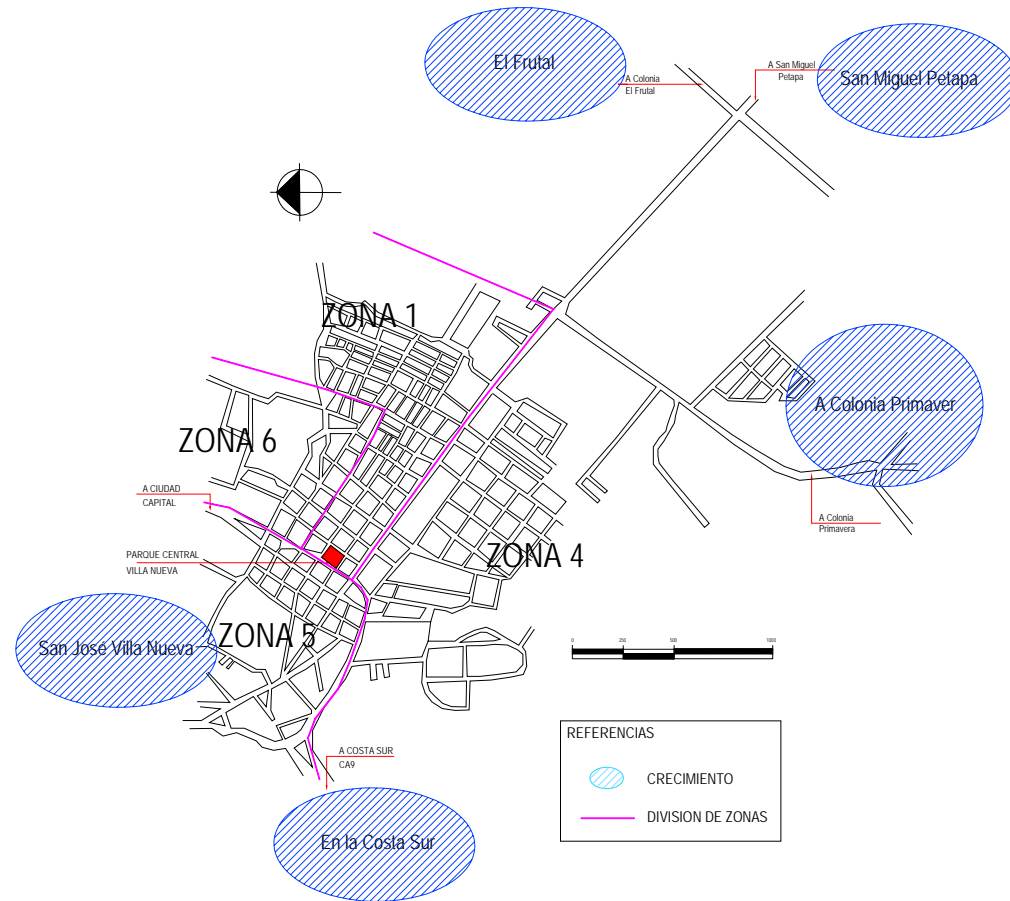 El Frutal
A Colonia
El Frutal
A San Miguel
Petapa
San Miguel Petapa
ZONA 1
A Colonia Primaver
ZONA 6
A CIUDAD
CAPITAL
A Colonia
Primavera
PARQUE CENTRAL
VILLA NUEVA
ZONA 4
ZONA 5
San José Villa Nueva
0 250 500 1000
REFERENCIAS
CRECIMIENTO
DIVISION DE ZONAS
A COSTA SUR
CA9
En la Costa Sur